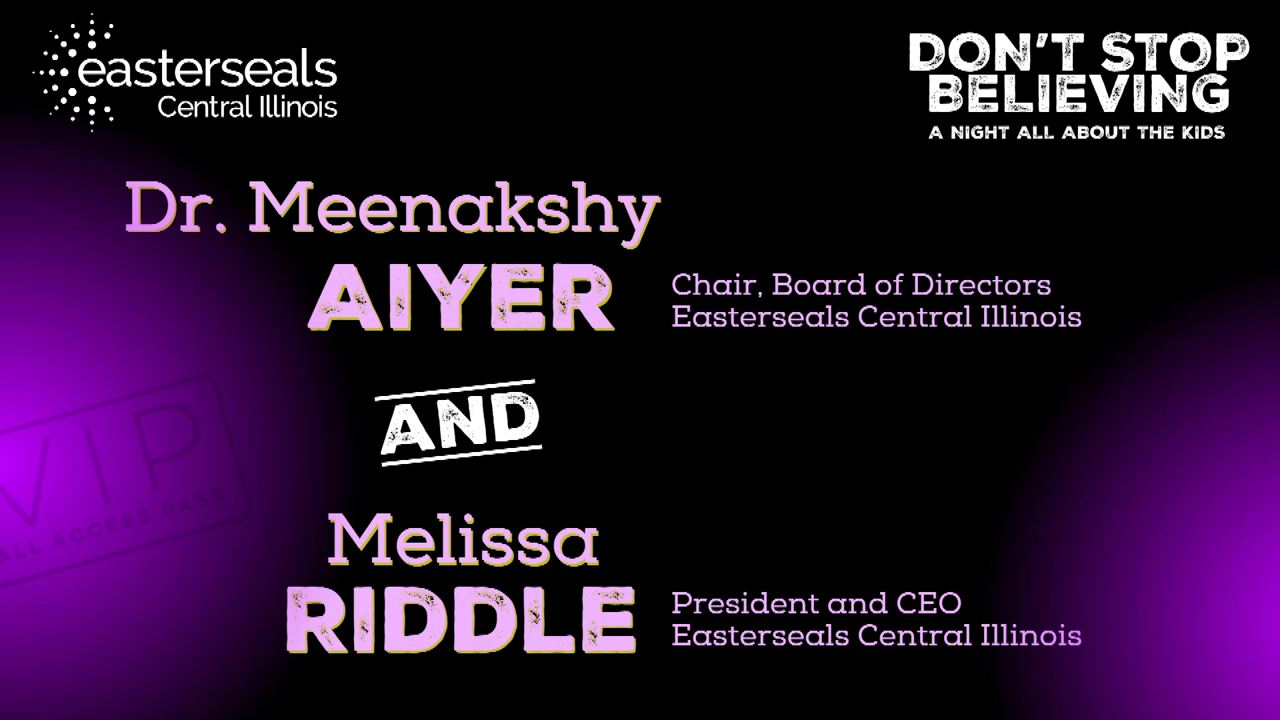 easterseals
Central Illinois
DON'T STOP
BELIEVING
A NIGHT ALL ABOUT THE KIDS
Dr. Meenakshy
AIYER
Chair, Board of Directors
Easterseals Central Illinois
AND
VIP
ALL ACCESS PASS
Melissa
RIDDLE
President and CEO
Easterseals Central Illinois